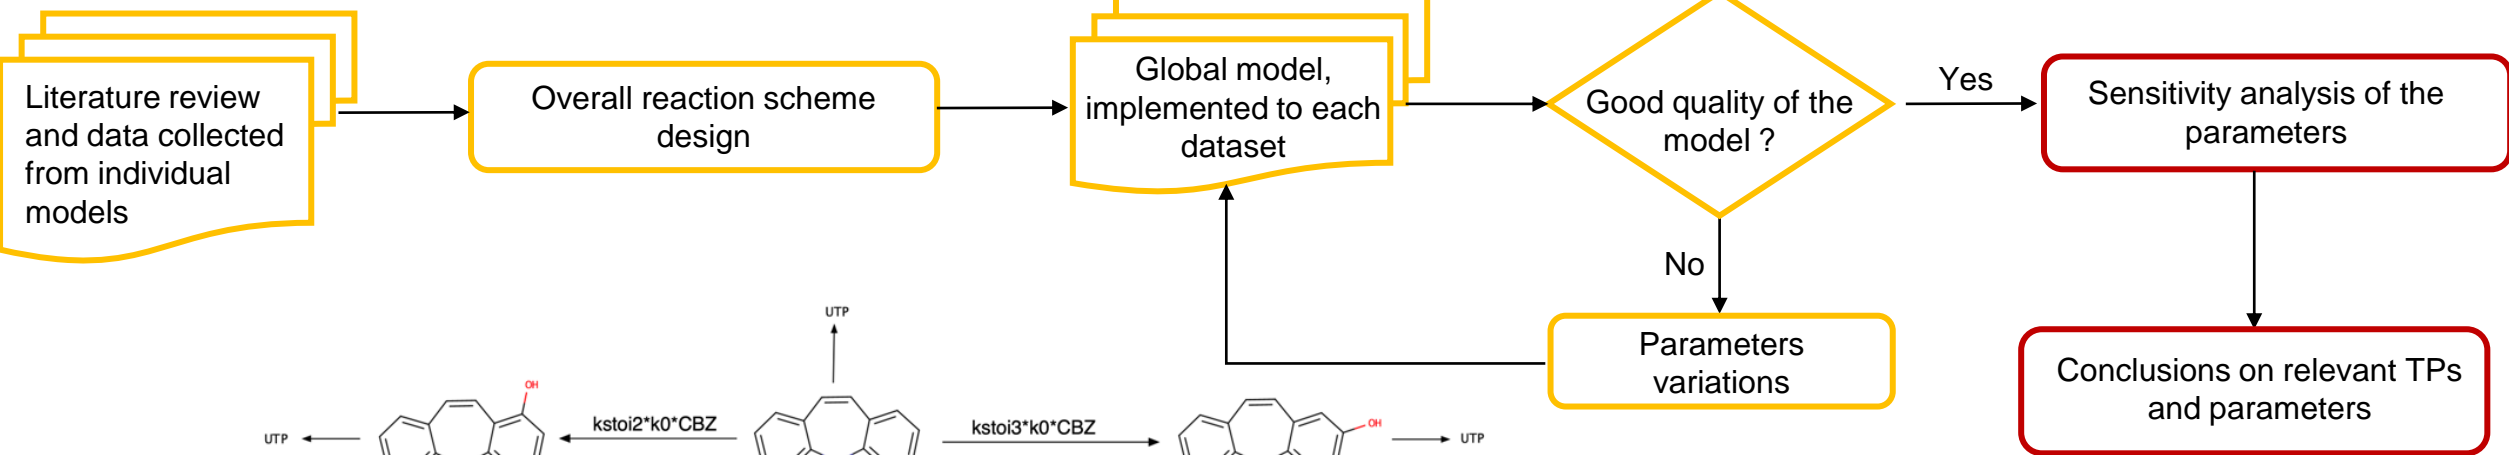 Literature review
and data collected
from individual
models
Overall reaction scheme
design
Global model,
implemented to each
dataset
Good quality of the
model ?
Yes
Sensitivity analysis of the
parameters
No
Parameters
variations
Conclusions on relevant TPs
and parameters
UTP
OH
UTP
kstoi2*k0*CBZ
kstoi3*k0*CBZ
OH
UTP